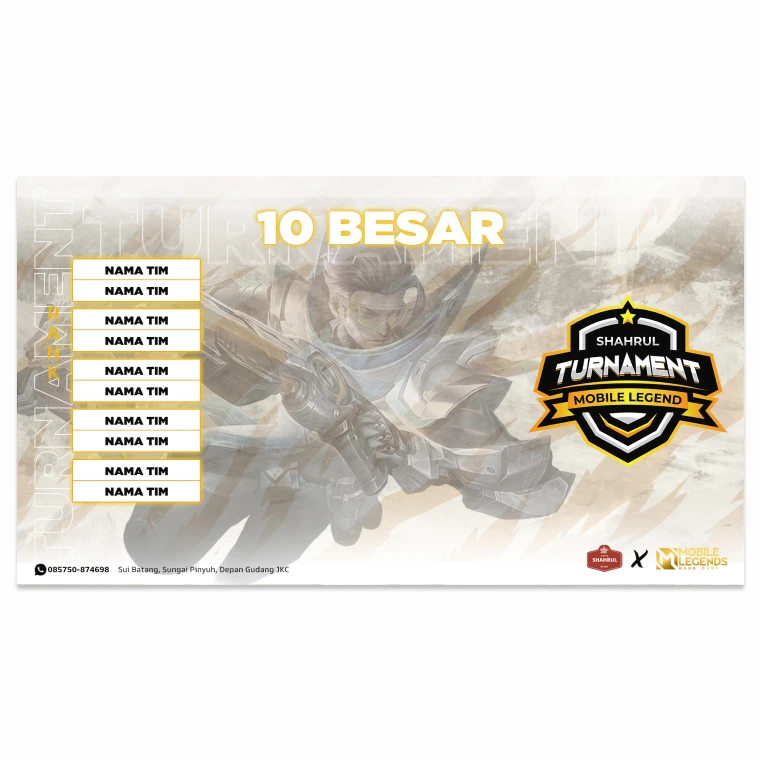 TURNAMENT
TURNAMENT
10 BESAR
RANK
NAMA TIM
NAMA TIM
NAMA TIM
NAMA TIM
NAMA TIM
NAMA TIM
NAMA TIM
NAMA TIM
NAMA TIM
NAMA TIM
SHAHRUL
TURNAMENT
MOBILE LEGEND
085750-874698 Sui Batang, Sungai Pinyuh, Depan Gudang JKC
SHAHRUL
X
MOBILE
LEGENDS
BANG BANG